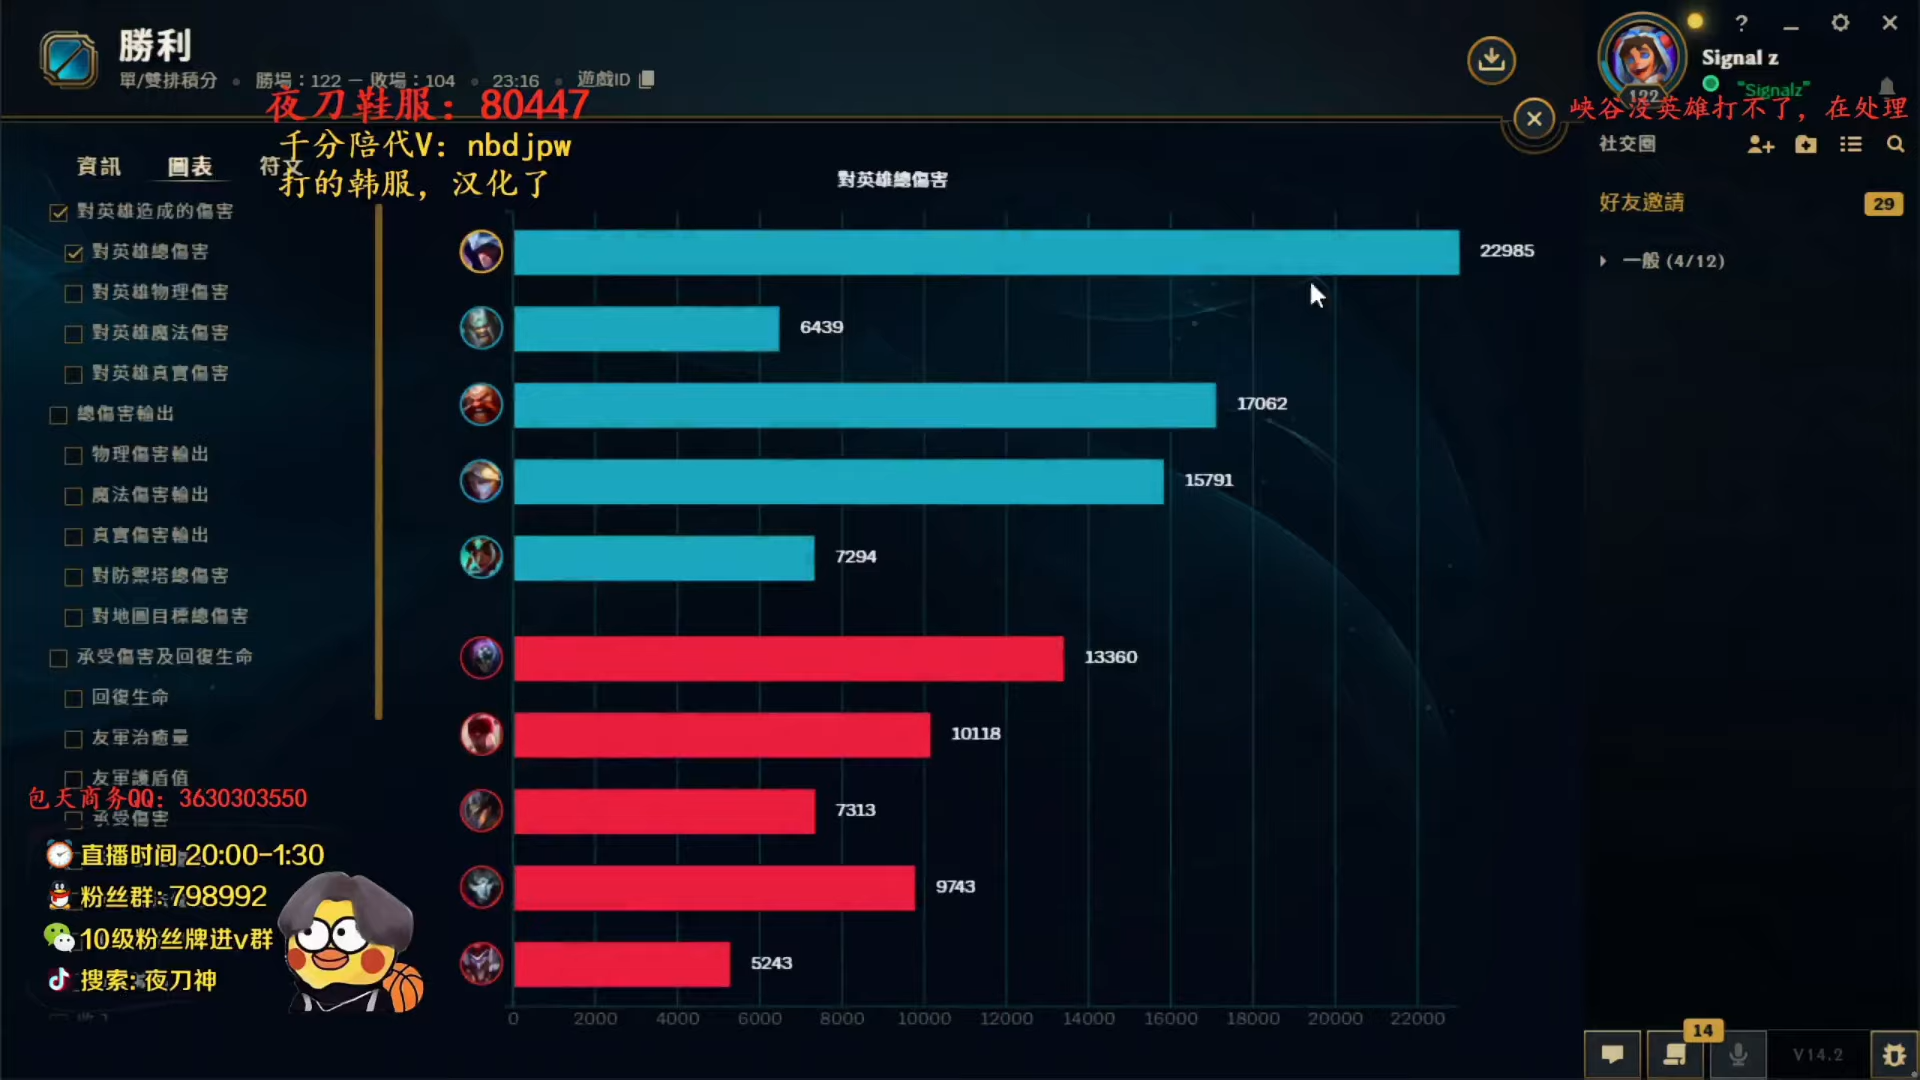 勝利
單/雙排積分 • 勝場：122 － 敗場：104 • 23:16 • 遊戲ID
夜刀鞋服：80447
千分陪代V：nbdjpw
打的韩服，汉化了
Signal z
122
"Signalz"
峡谷没英雄打不了，在处理
社交圈
好友邀請
29
一般 (4/12)
資訊
圖表
符文
對英雄造成的傷害
對英雄總傷害
對英雄物理傷害
對英雄魔法傷害
對英雄真實傷害
總傷害輸出
物理傷害輸出
魔法傷害輸出
真實傷害輸出
對防禦塔總傷害
對地圖目標總傷害
承受傷害及回復生命
回復生命
友軍治癒量
友軍護盾值
承受傷害
包天商务QQ：3630303550
直播时间 20:00-1:30
粉丝群：798992
10级粉丝牌进v群
搜索：夜刀神
對英雄總傷害
22985
6439
17062
15791
7294
13360
10118
7313
9743
5243
0 2000 4000 6000 8000 10000 12000 14000 16000 18000 20000 22000
14
V14.2